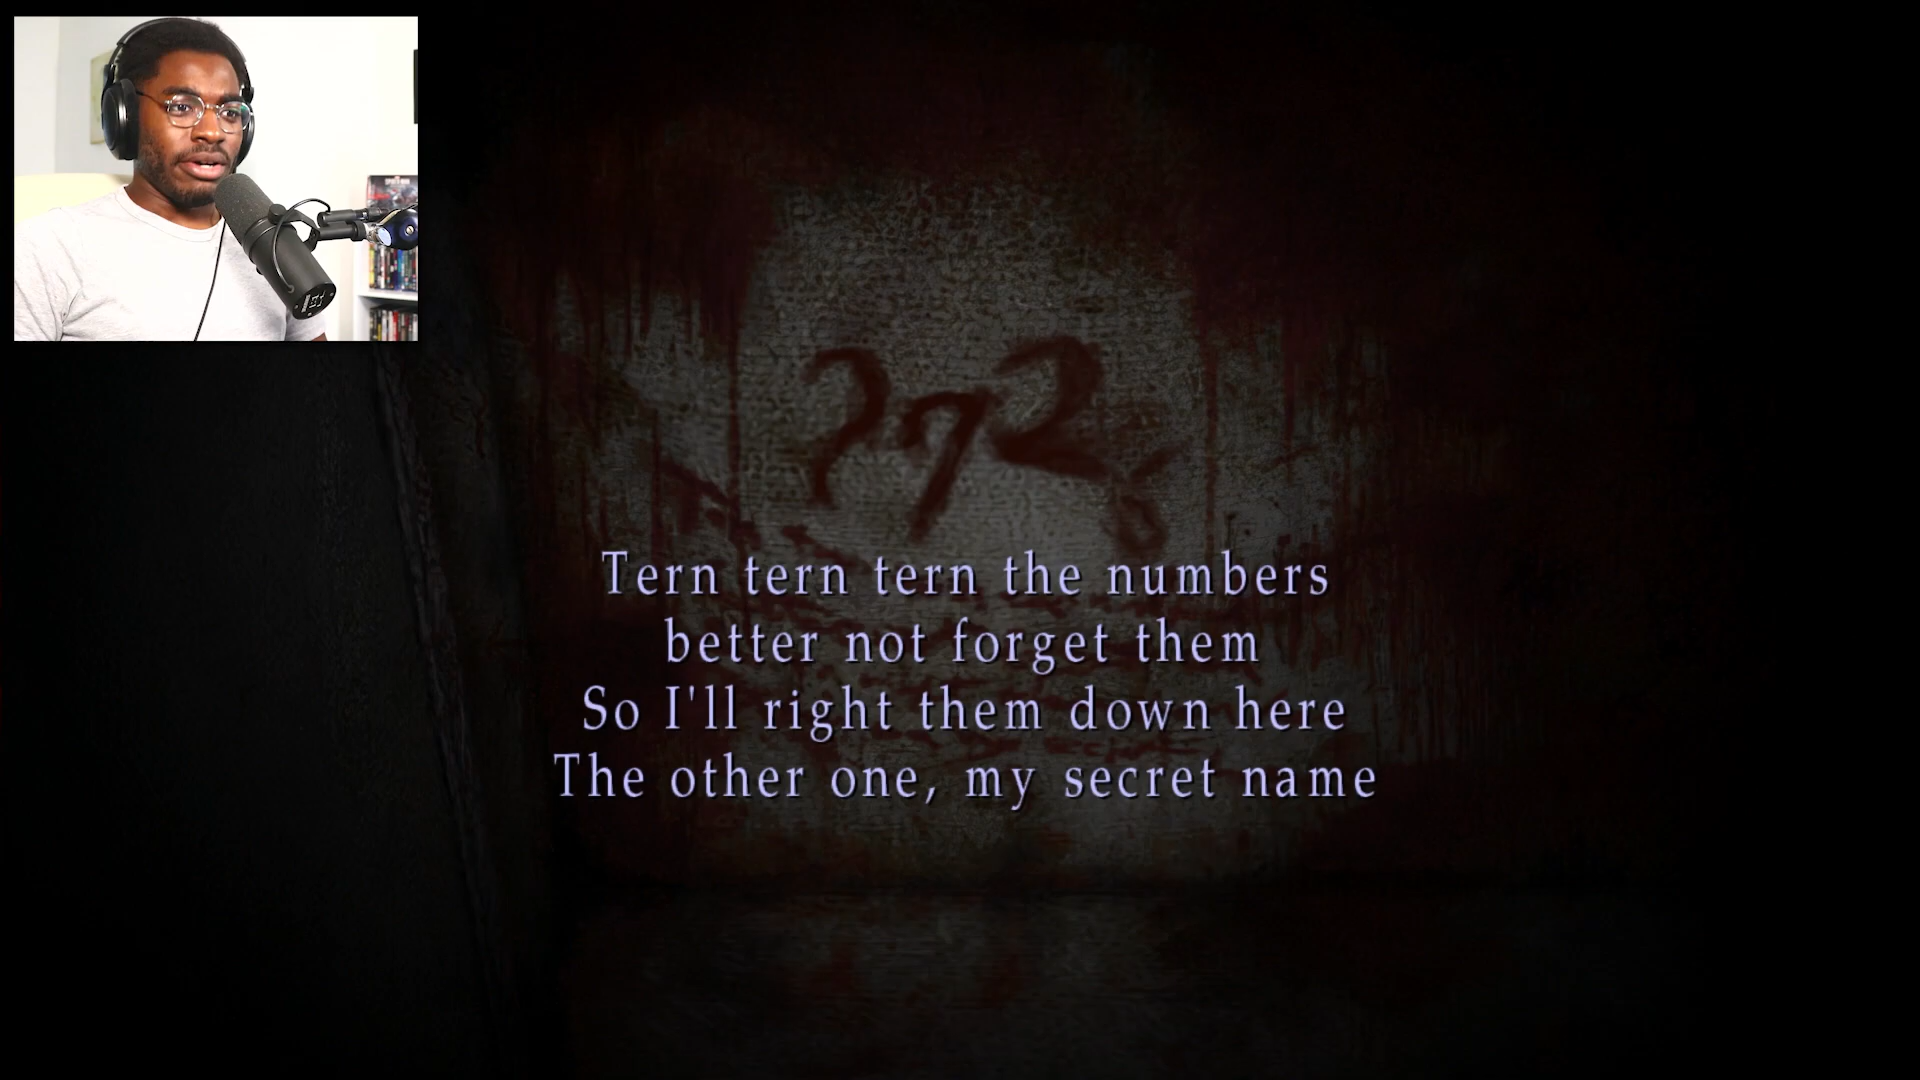 Tern tern tern the numbers
better not forget them
So I'll right them down here
The other one, my secret name